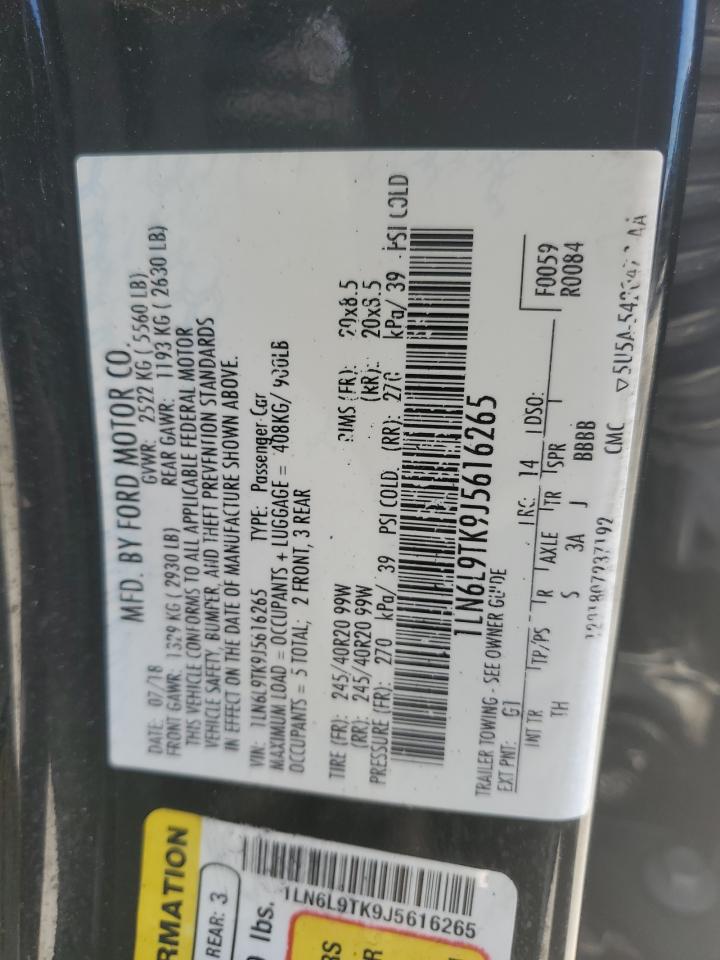 MFD. BY FORD MOTOR CO.
DATE: 07/18 GVWR: 2522 KG ( 5560 LB)
FRONT GAWR: 1329 KG ( 2930 LB) REAR GAWR: 1193 KG ( 2630 LB)
THIS VEHICLE CONFORMS TO ALL APPLICABLE FEDERAL MOTOR
VEHICLE SAFETY, BUMPER, AND THEFT PREVENTION STANDARDS
IN EFFECT ON THE DATE OF MANUFACTURE SHOWN ABOVE.
VIN: 1LN6L9TK9J5616265 TYPE: Passenger Car
MAXIMUM LOAD = OCCUPANTS + LUGGAGE = 408KG/ 900LB
OCCUPANTS = 5 TOTAL; 2 FRONT, 3 REAR
TIRE (FR): 245/40R20 99W RIMS (FR): 20x8.5
(RR): 245/40R20 99W (RR): 20x8.5
PRESSURE (FR): 270 kPa/ 39 PSI COLD (RR): 270 kPa/ 39 PSI COLD
1LN6L9TK9J5616265
TRAILER TOWING - SEE OWNER GUIDE
EXT PNT: G1 RC: 14 DSO: F0059
INT TR TP/PS R AXLE TR SPR R0084
TH S 3A J BBBB
CMC
RMATION
REAR: 3
lbs.
1LN6L9TK9J5616265